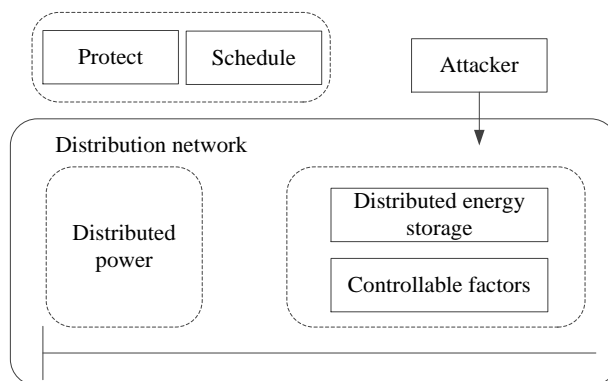 Protect
Schedule
Attacker
Distribution network
Distributed
power
Distributed energy
storage
Controllable factors